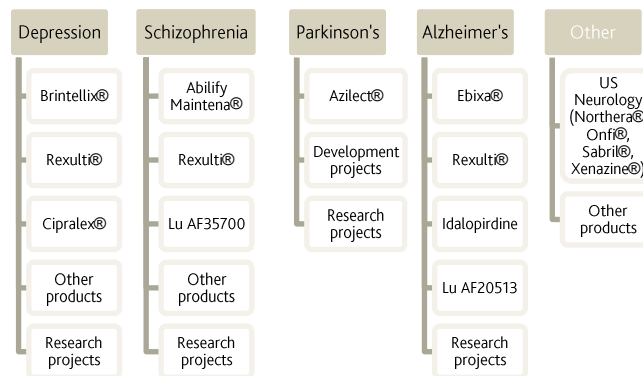 Depression
Brintellix®
Rexulti®
Cipralex®
Other
products
Research
projects
Schizophrenia
Abilify
Maintena®
Rexulti®
Lu AF35700
Other
products
Research
projects
Parkinson's
Azilect®
Development
projects
Research
projects
Alzheimer's
Ebixa®
Rexulti®
Idalopirdine
Lu AF20513
Research
projects
Other
US
Neurology
(Northera®
Onfi®,
Sabril®,
Xenazine®)
Other
products